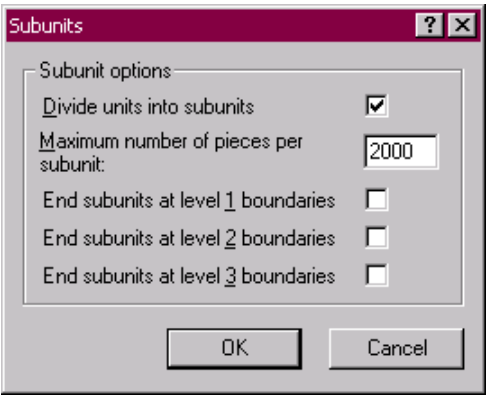 Subunits
Subunit options
Divide units into subunits
Maximum number of pieces per
subunit:
2000
End subunits at level 1 boundaries
End subunits at level 2 boundaries
End subunits at level 3 boundaries
OK
Cancel